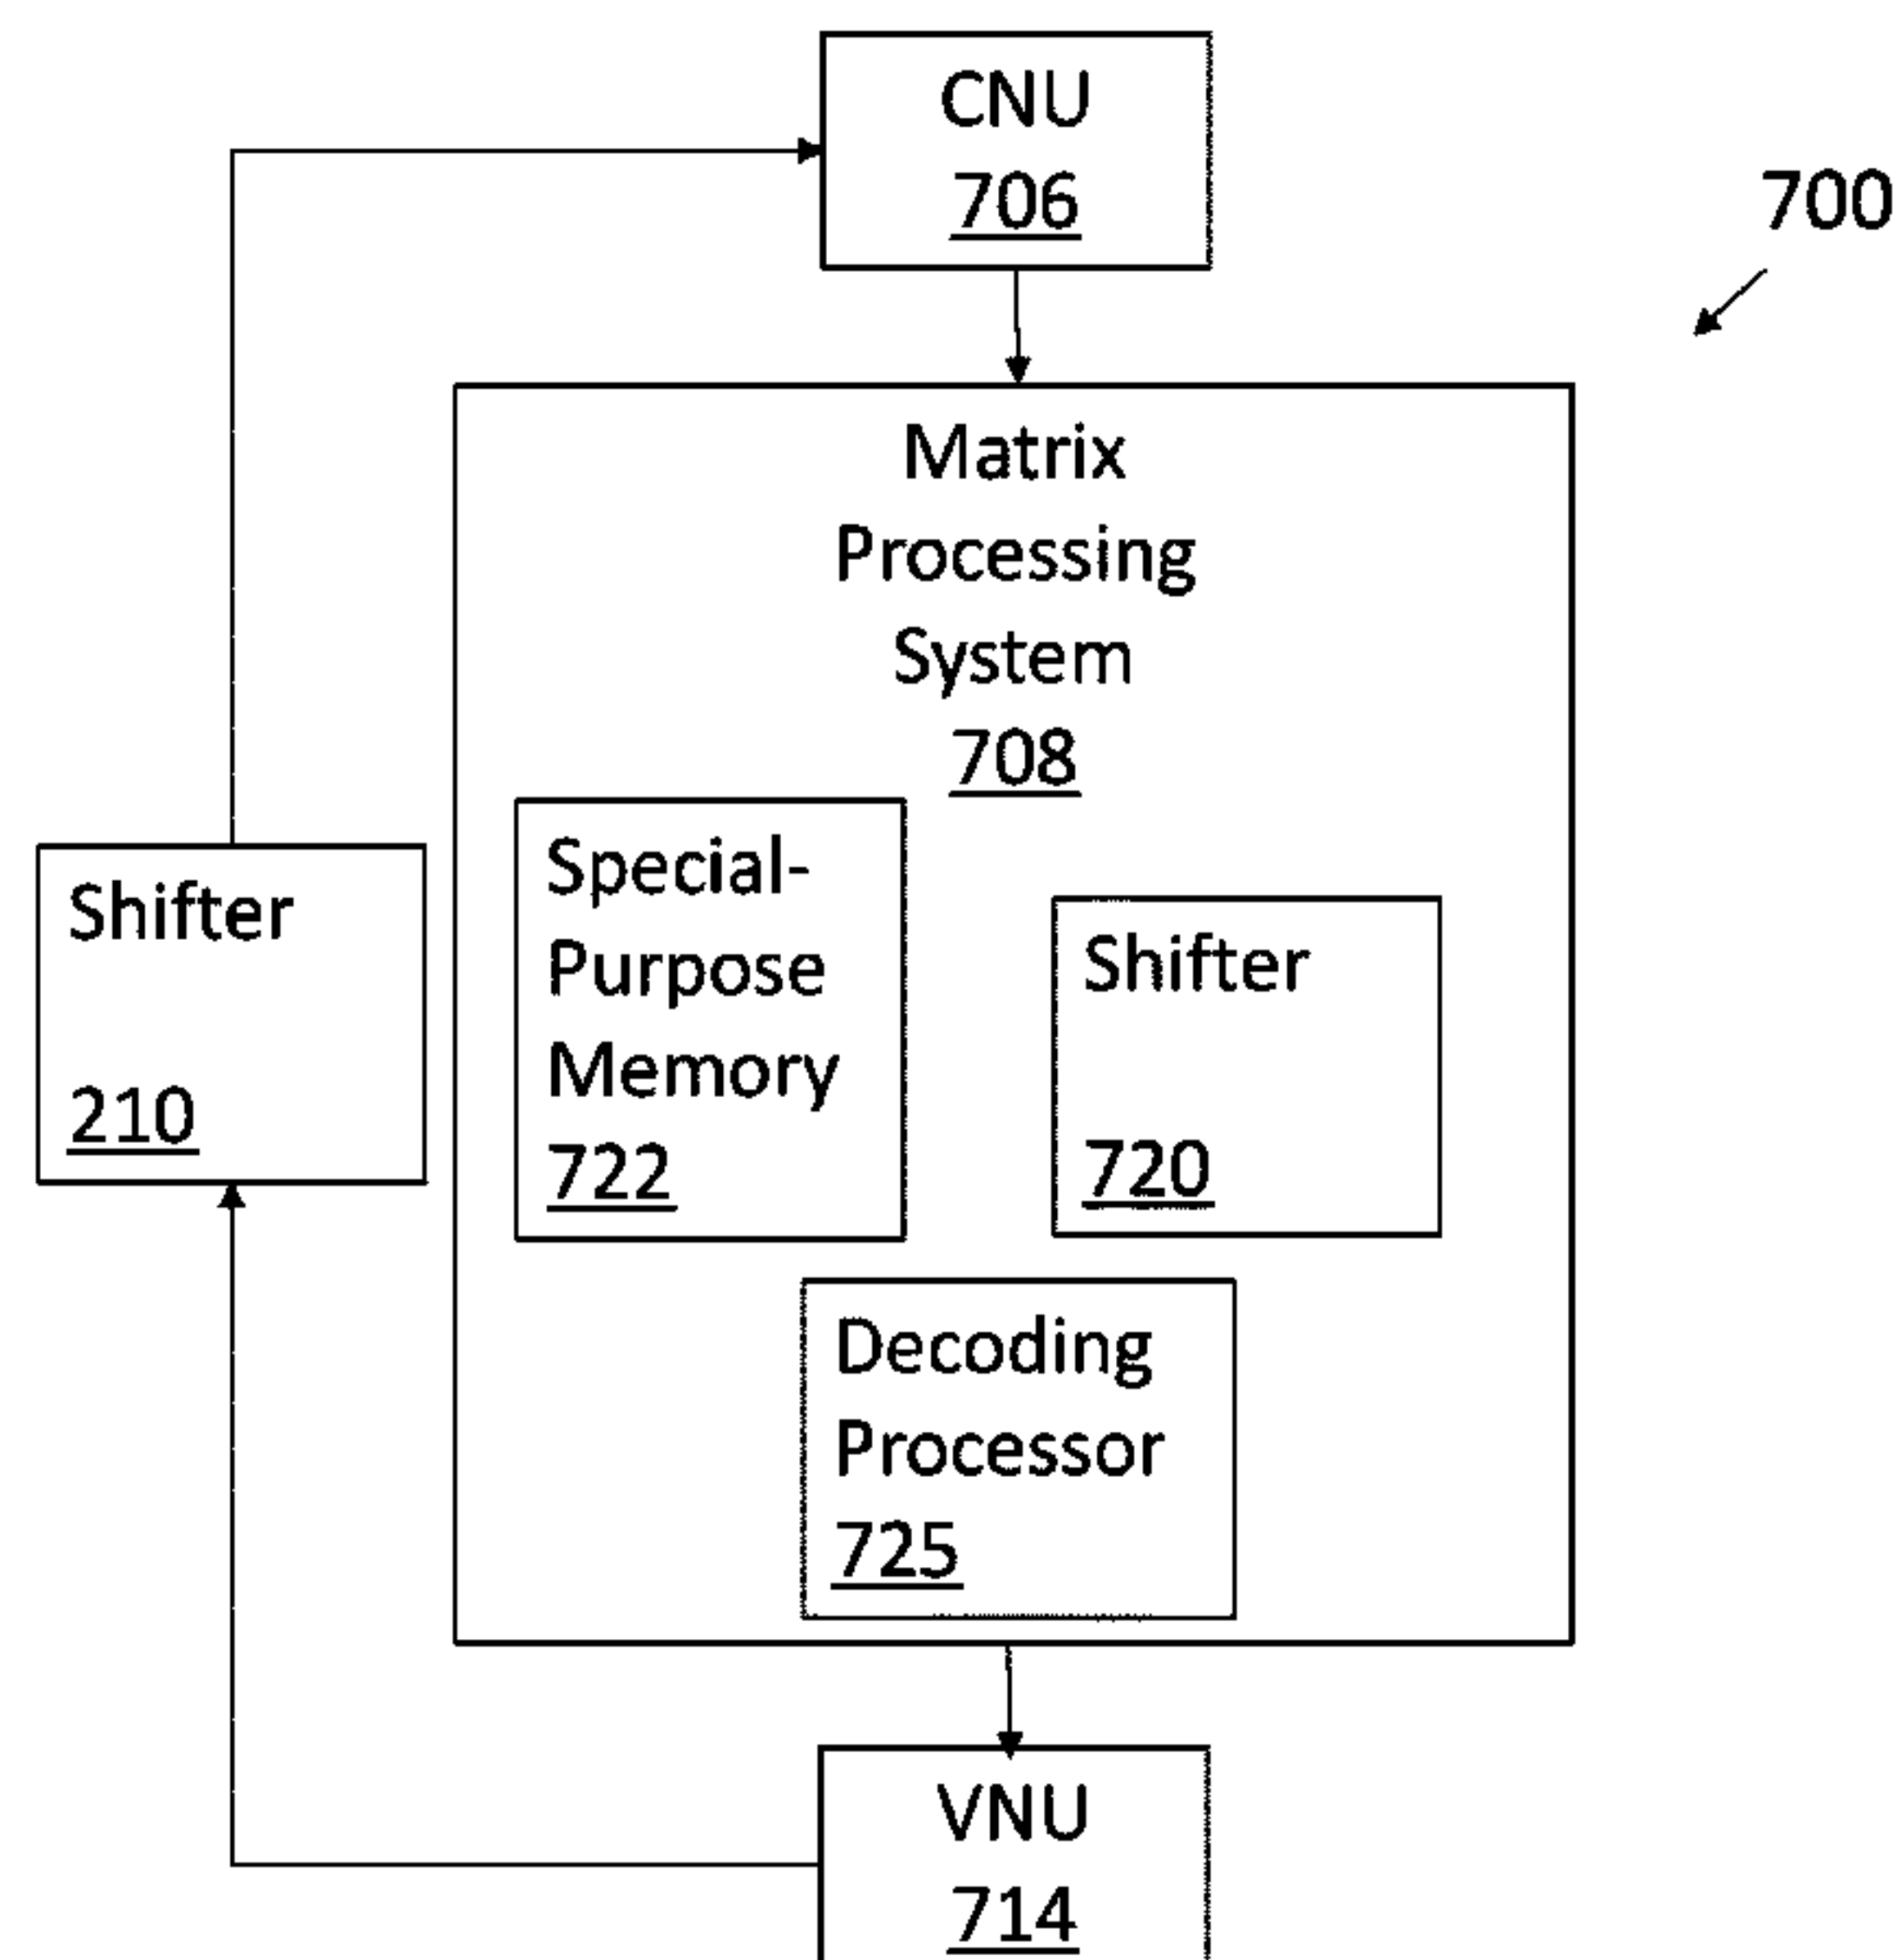 CNU
706
700
Matrix
Processing
System
708
Shifter
210
Special-
Purpose
Memory
722
Shifter
720
Decoding
Processor
725
VNU
714